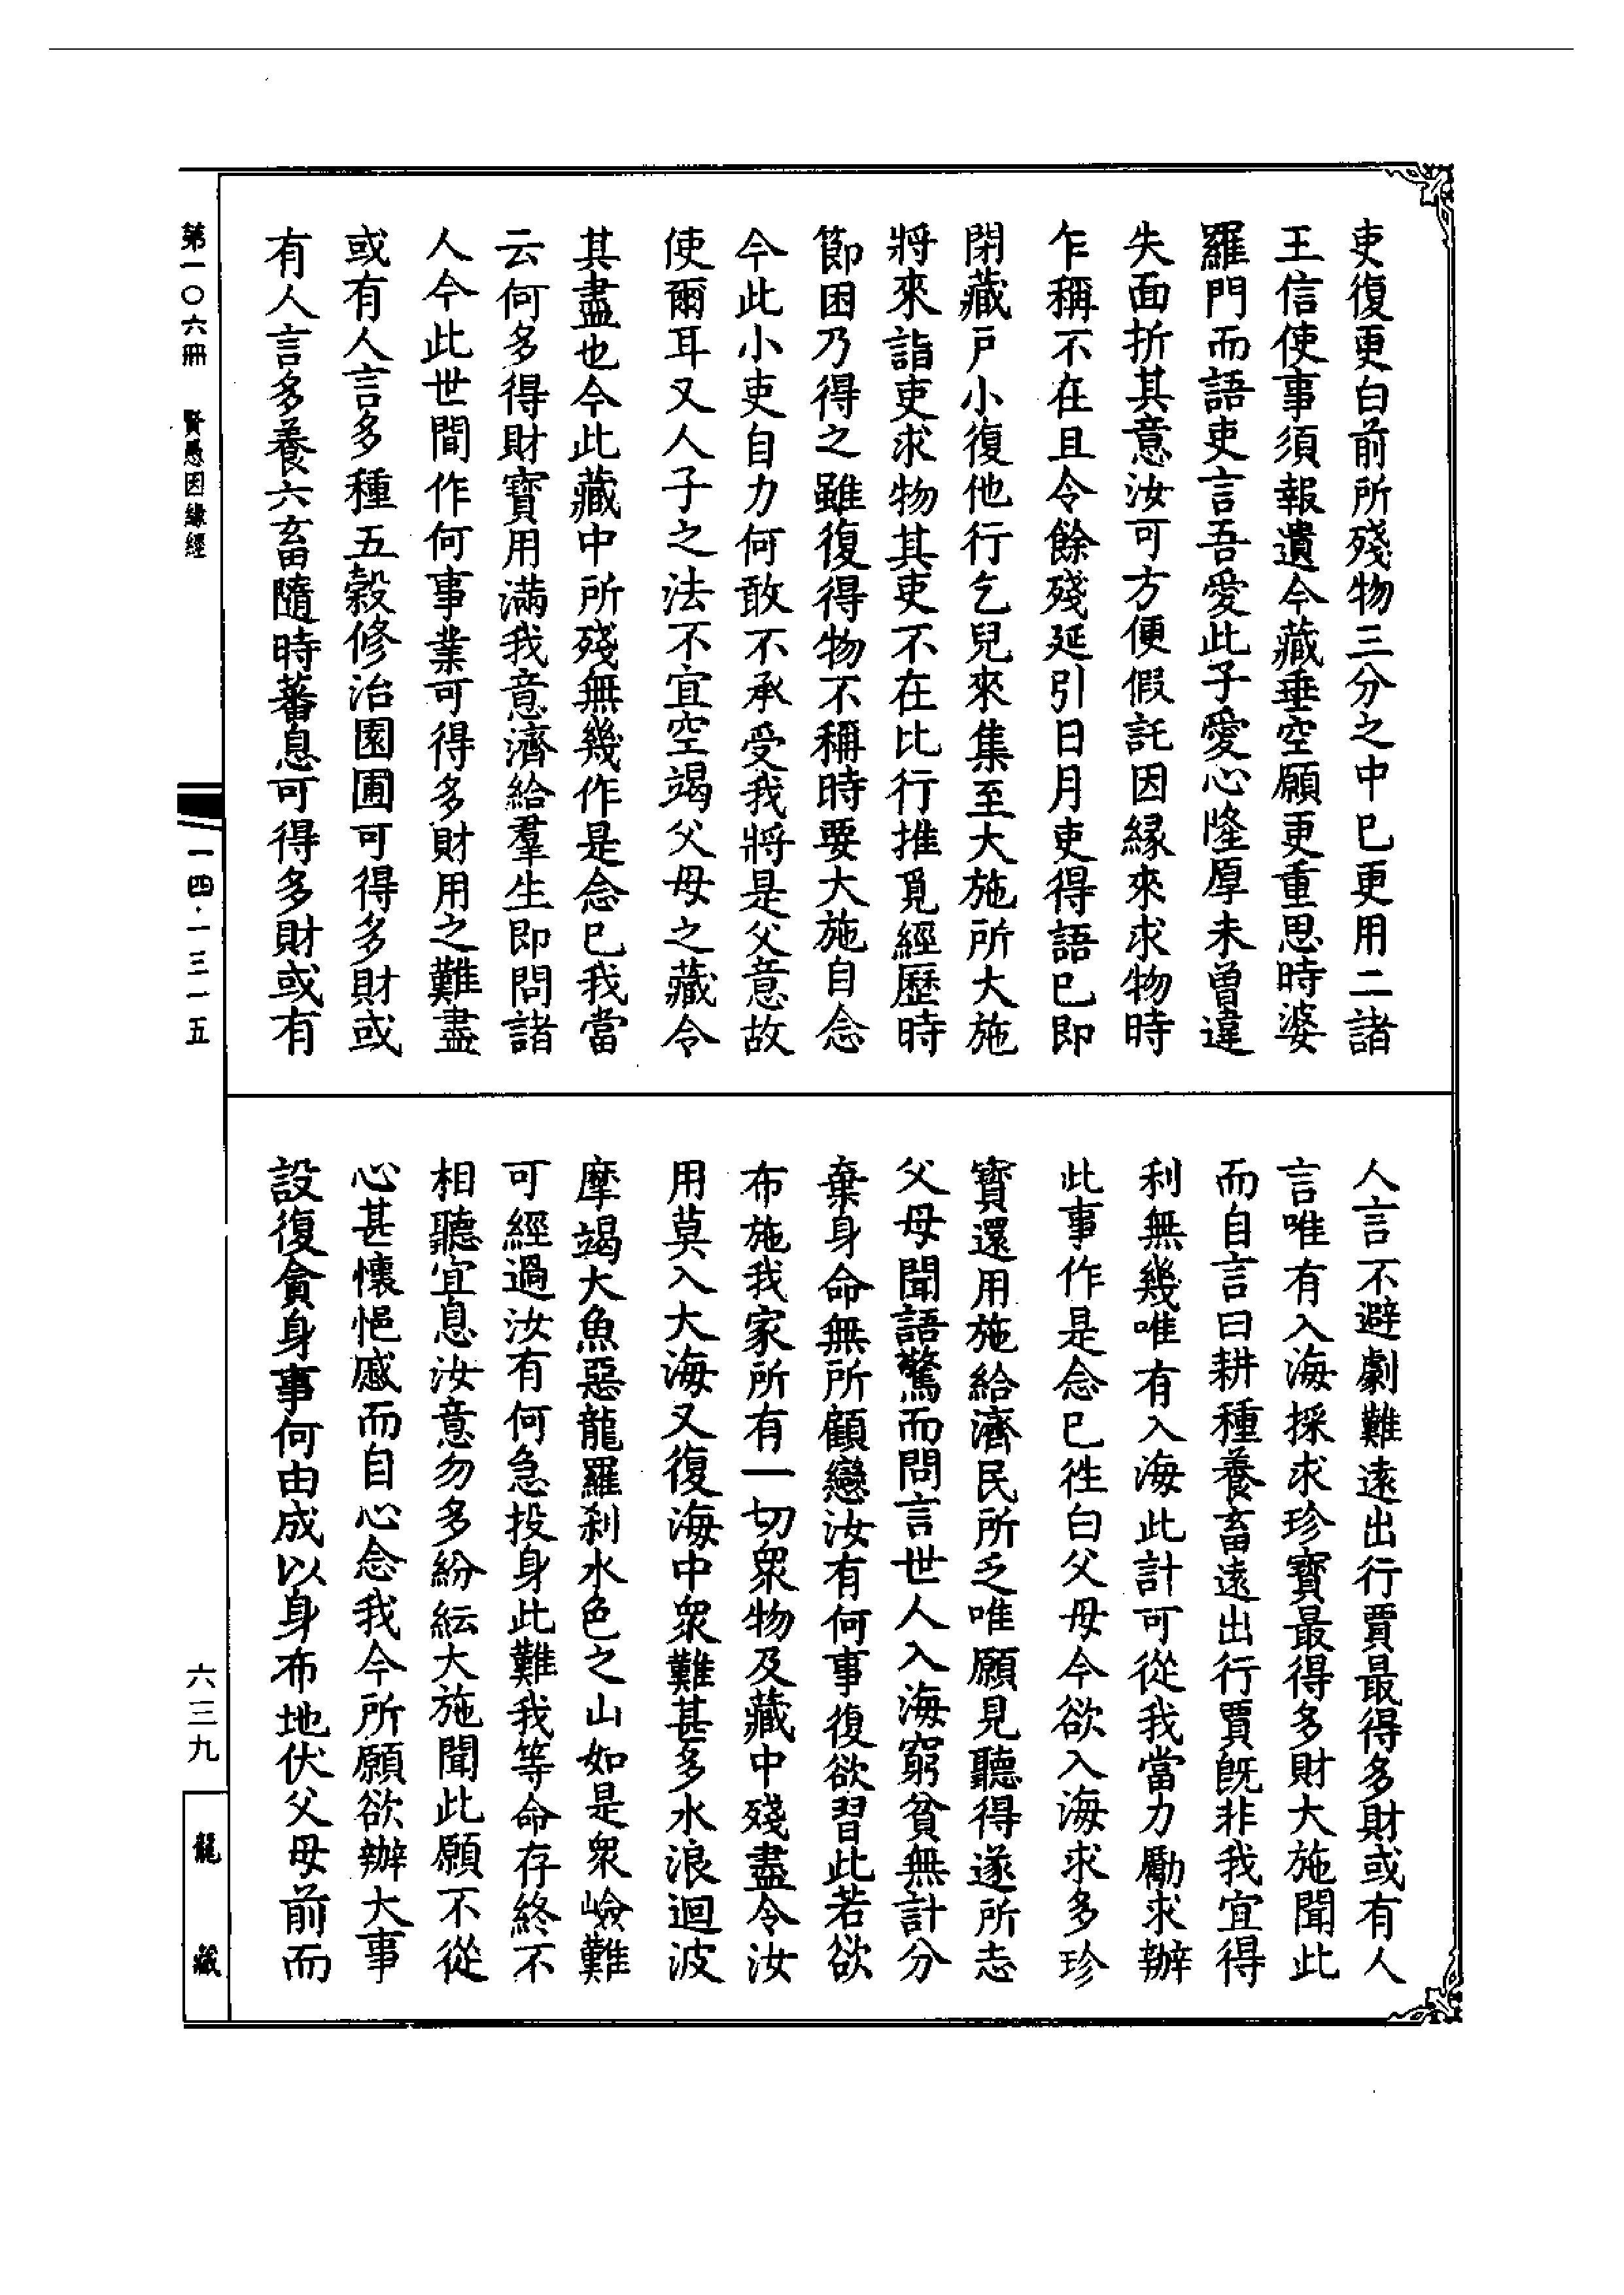 吏復更白前所殘物三分之中已更用二諸
王信使事須報遺今藏垂空願更重思時婆
羅門而語吏言吾愛此子愛心隆厚未曾違
失面折其意汝可方便假託因緣來求物時
乍稱不在且令餘殘延引日月吏得語已即
閉藏戶小復他行乞兒來集至大施所大施
將來詣吏求物其吏不在比行推覓經歷時
節困乃得之雖復得物不稱時要大施自念
今此小吏自力何敢不承受我將是父意故
使爾耳又人子之法不宜空竭父母之藏令
其盡也今此藏中所殘無幾作是念已我當
云何多得財寶用滿我意濟給羣生即問諸
人今此世間作何事業可得多財用之難盡
或有人言多種五穀修治園圃可得多財或
有人言多養六畜隨時蕃息可得多財或有
人言不避劇難遠出行賈最得多財或有人
言唯有入海採求珍寶最得多財大施聞此
而自言曰耕種養畜遠出行賈既非我宜得
利無幾唯有入海此計可從我當力勵求辦
此事作是念已徃白父母今欲入海求多珍
寶還用施給濟民所乏唯願見聽得遂所志
父母聞語驚而問言世人入海窮貧無計分
棄身命無所顧戀汝有何事復欲習此若欲
布施我家所有一切眾物及藏中殘盡令汝
用莫入大海又復海中眾難甚多水浪迴波
摩竭大魚惡龍羅刹水色之山如是眾嶮難
可經過汝有何急投身此難我等命存終不
相聽宜息汝意勿多紛紜大施聞此願不從
心甚懷悒慼而自心念我今所願欲辦大事
設復貪身事何由成以身布地伏父母前而
第一〇六冊 賢愚因緣經
一四·一三一五
六三九
龍藏